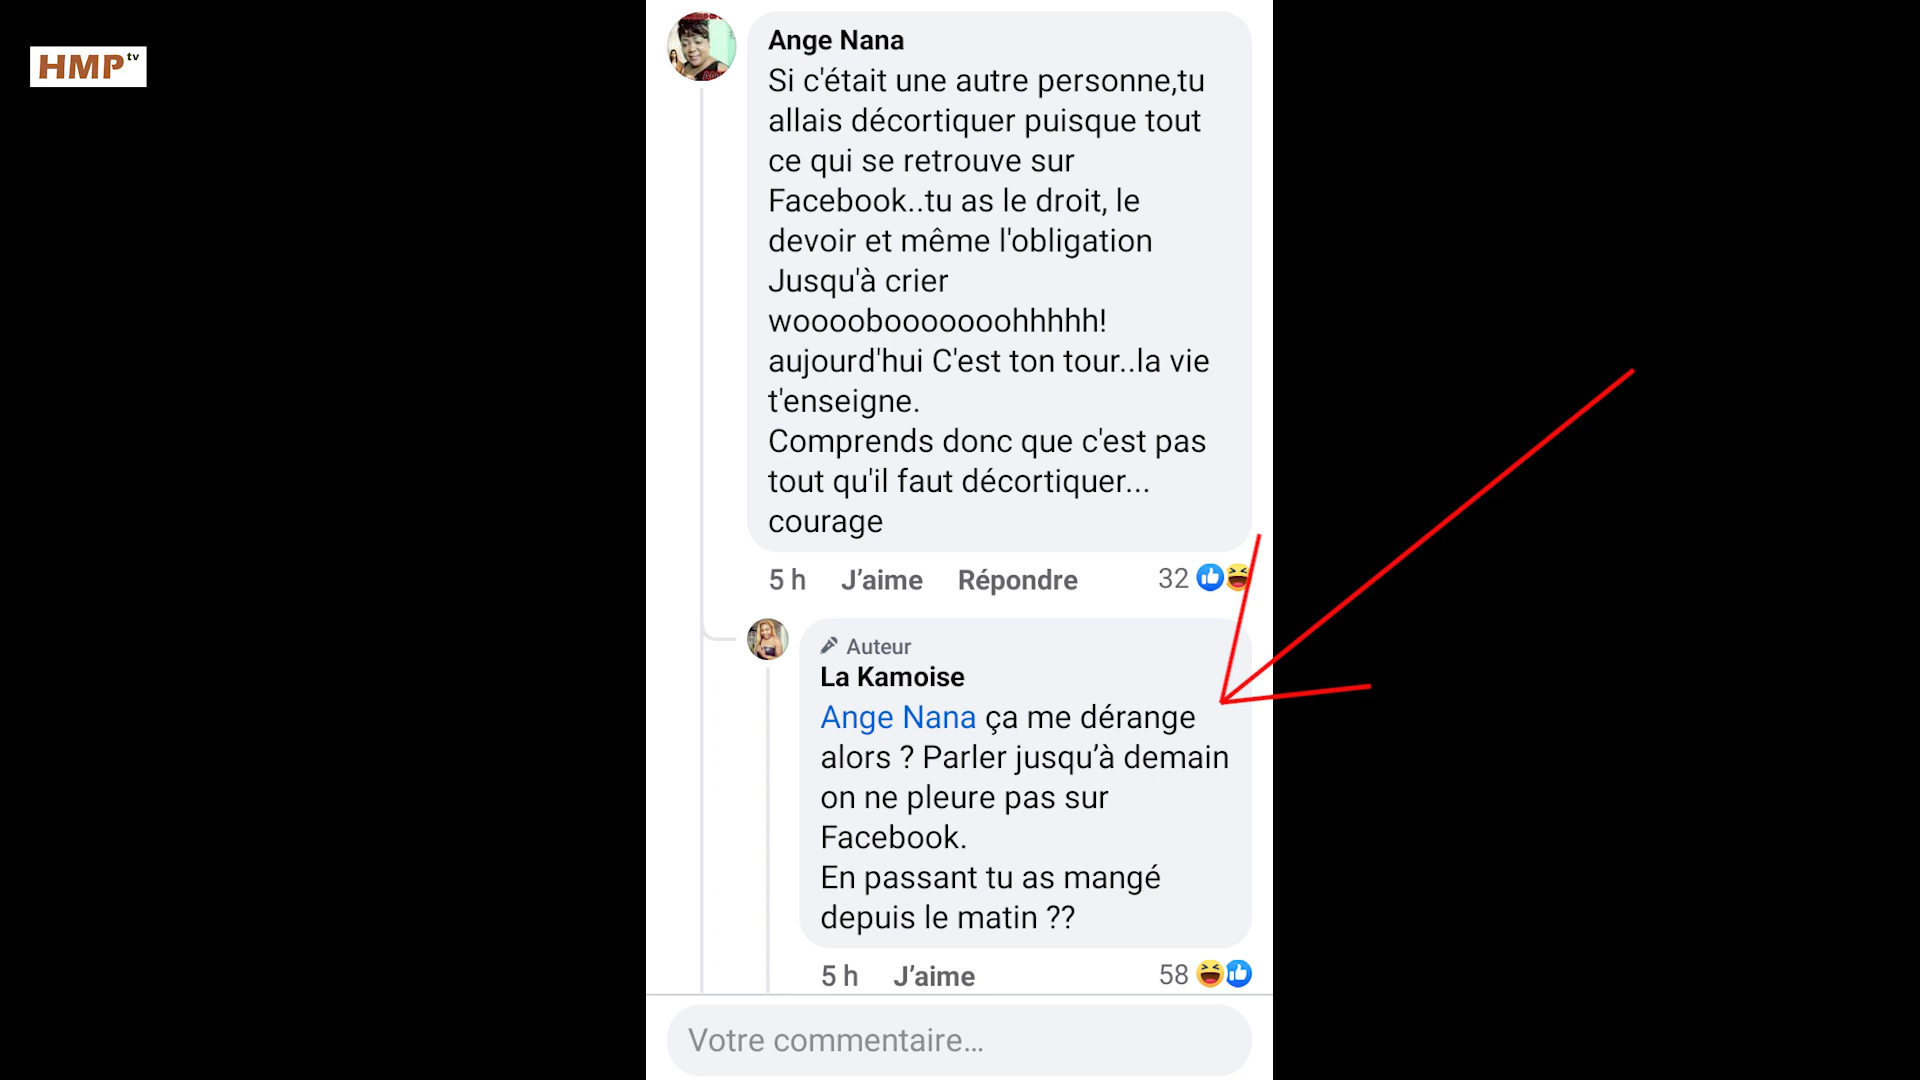 HMP tv
Ange Nana
Si c'était une autre personne,tu
allais décortiquer puisque tout
ce qui se retrouve sur
Facebook..tu as le droit, le
devoir et même l'obligation
Jusqu'à crier
woooobooooooohhhhh!
aujourd'hui C'est ton tour..la vie
t'enseigne.
Comprends donc que c'est pas
tout qu'il faut décortiquer...
courage
5 h J’aime Répondre 32
Auteur
La Kamoise
Ange Nana ça me dérange
alors ? Parler jusqu’à demain
on ne pleure pas sur
Facebook.
En passant tu as mangé
depuis le matin ??
5 h J’aime 58
Votre commentaire…